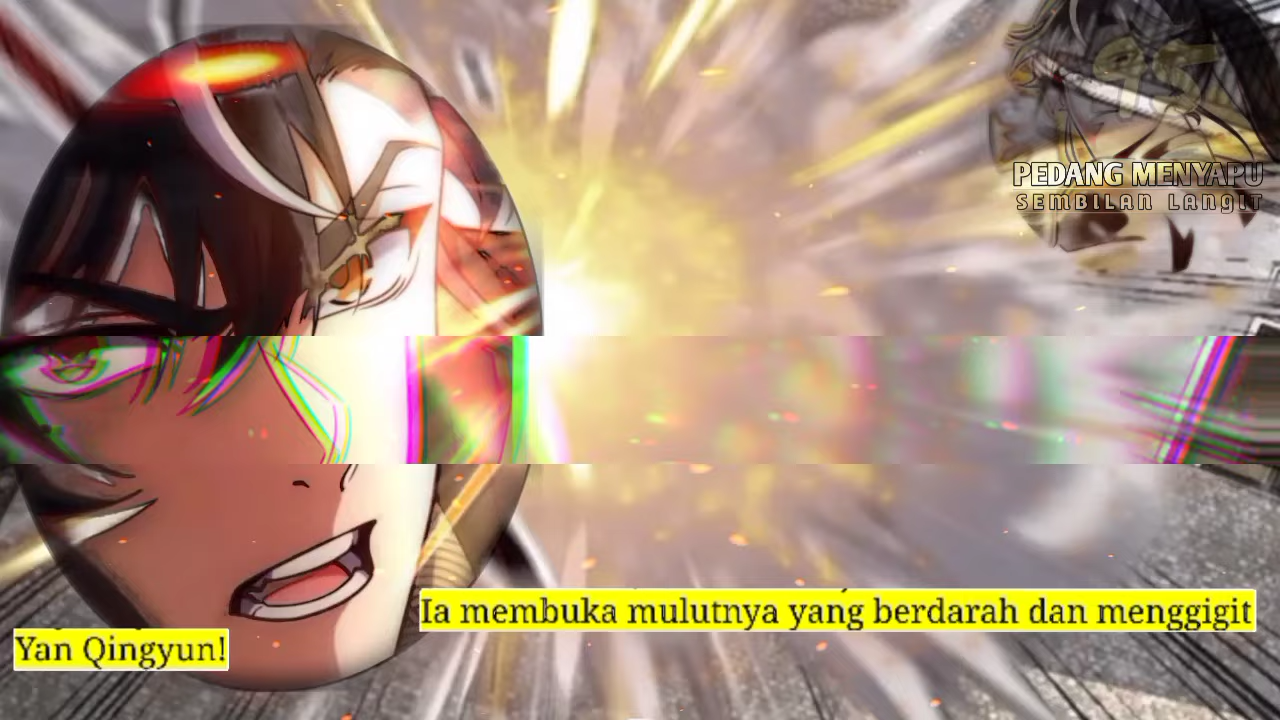 PEDANG MENYAPU
SEMBILAN LANGIT
Ia membuka mulutnya yang berdarah dan menggigit
Yan Qingyun!